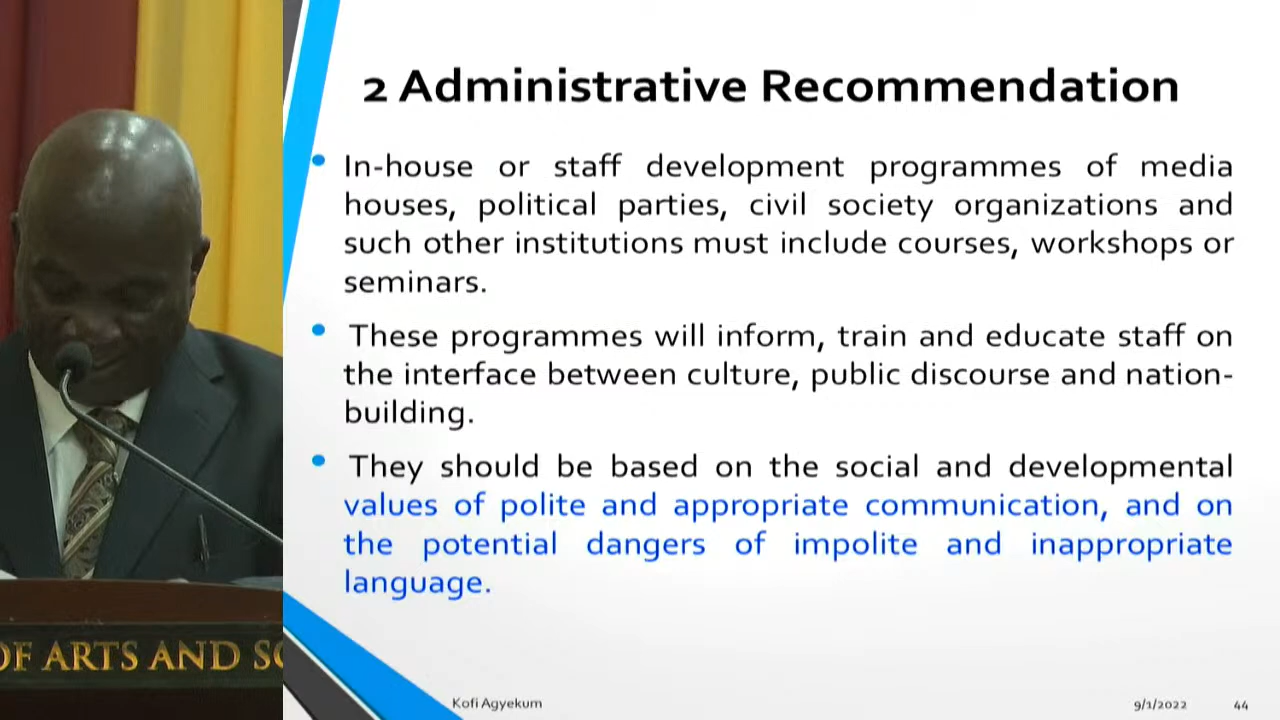 2 Administrative Recommendation
• In-house or staff development programmes of media
houses, political parties, civil society organizations and
such other institutions must include courses, workshops or
seminars.
• These programmes will inform, train and educate staff on
the interface between culture, public discourse and nation-
building.
• They should be based on the social and developmental
values of polite and appropriate communication, and on
the potential dangers of impolite and inappropriate
language.
OF ARTS AND SC
Kofi Agyekum 9/1/2022 44